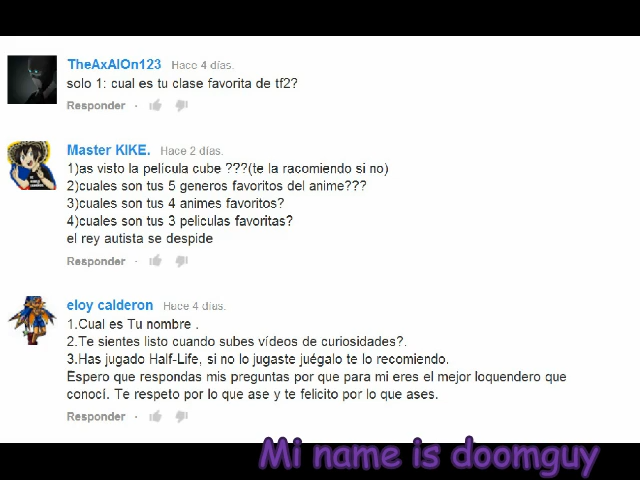 TheAxAlOn123 Hace 4 días.
solo 1: cual es tu clase favorita de tf2?
Responder ·
Master KIKE. Hace 2 días.
1)as visto la película cube ???(te la racomiendo si no)
2)cuales son tus 5 generos favoritos del anime???
3)cuales son tus 4 animes favoritos?
4)cuales son tus 3 peliculas favoritas?
el rey autista se despide
Responder ·
eloy calderon Hace 4 días.
1.Cual es Tu nombre .
2.Te sientes listo cuando subes vídeos de curiosidades?.
3.Has jugado Half-Life, si no lo jugaste juégalo te lo recomiendo.
Espero que respondas mis preguntas por que para mi eres el mejor loquendero que
conocí. Te respeto por lo que ase y te felicito por lo que ases.
Responder ·
Mi name is doomguy